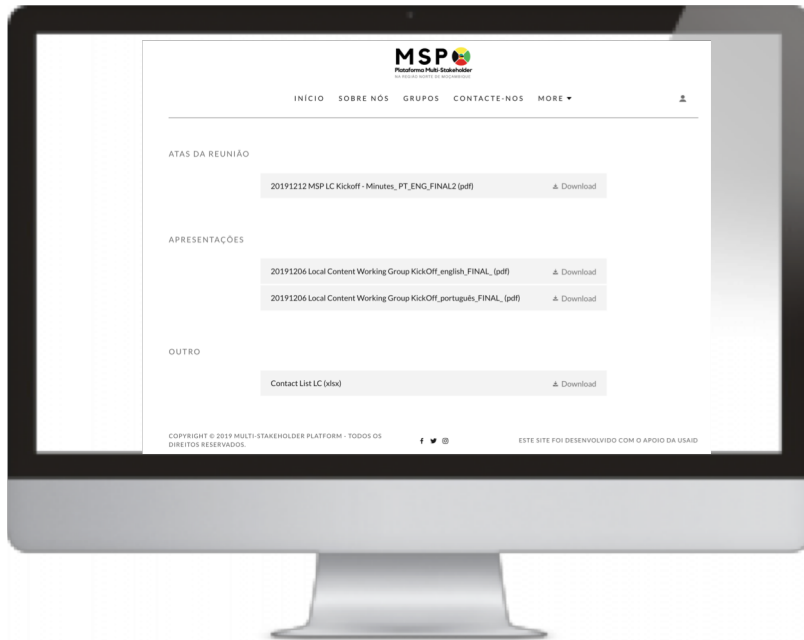 MSP
Plataforma Multi-Stakeholder
NA REGIÃO NORTE DE MOÇAMBIQUE
INÍCIO SOBRE NÓS GRUPOS CONTACTE-NOS MORE
ATAS DA REUNIÃO
20191212 MSP LC Kickoff - Minutes_ PT_ENG_FINAL2 (pdf) Download
APRESENTAÇÕES
20191206 Local Content Working Group KickOff_english_FINAL_ (pdf) Download
20191206 Local Content Working Group KickOff_português_FINAL_ (pdf) Download
OUTRO
Contact List LC (xlsx) Download
COPYRIGHT © 2019 MULTI-STAKEHOLDER PLATFORM - TODOS OS
DIREITOS RESERVADOS.
ESTE SITE FOI DESENVOLVIDO COM O APOIO DA USAID